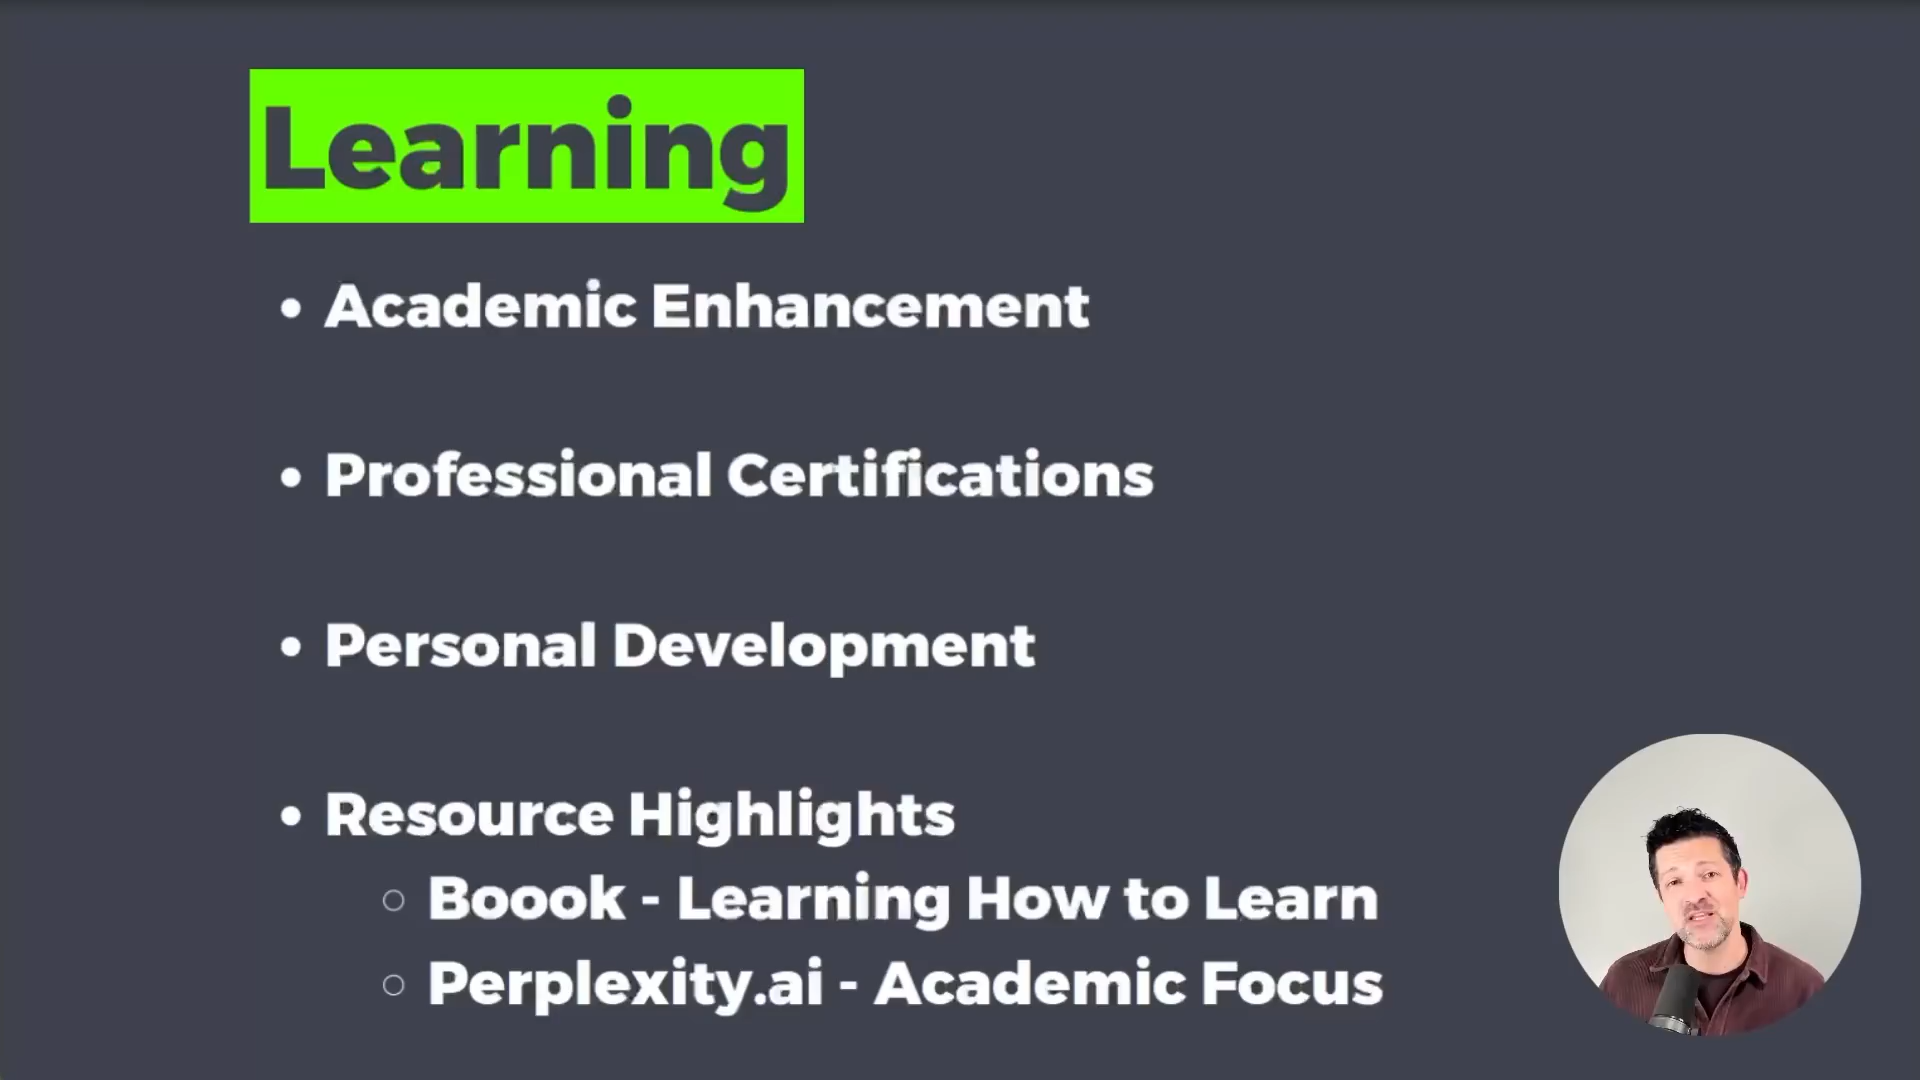 Learning
• Academic Enhancement
• Professional Certifications
• Personal Development
• Resource Highlights
○ Boook - Learning How to Learn
○ Perplexity.ai - Academic Focus